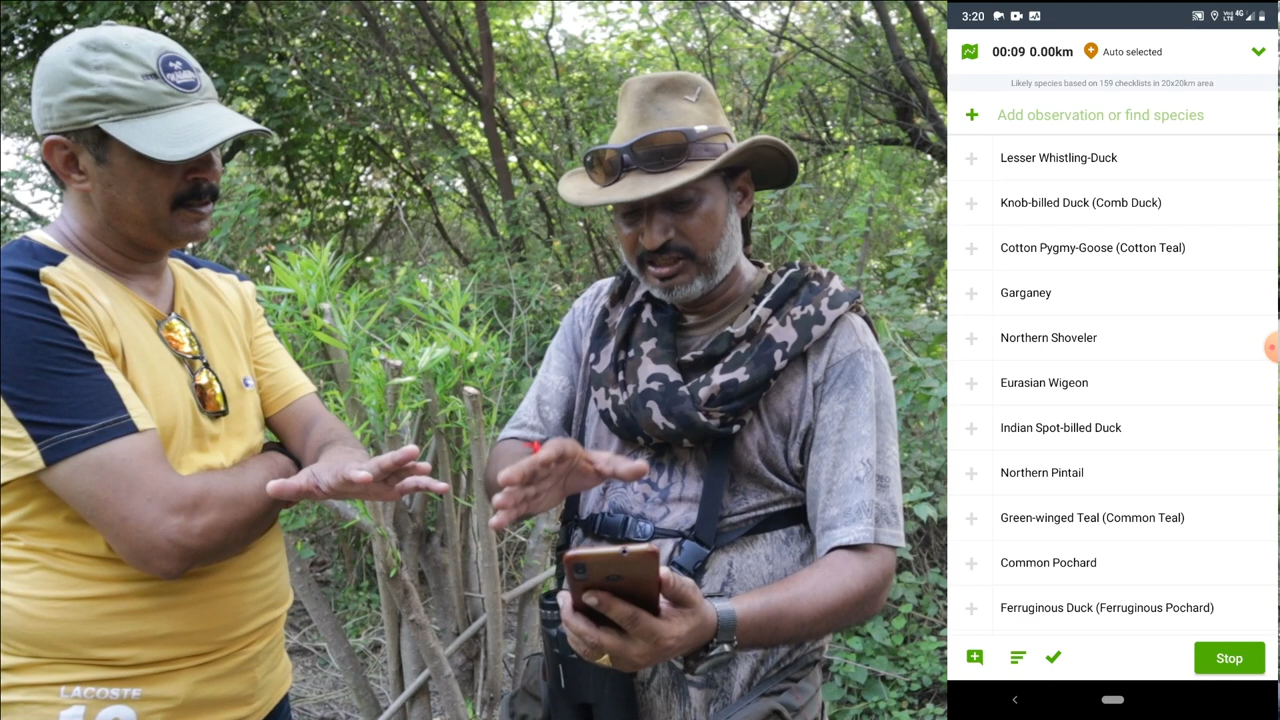 3:20
Vo) 4G
LTE
00:09 0.00km
Auto selected
Likely species based on 159 checklists in 20x20km area
Add observation or find species
Lesser Whistling-Duck
Knob-billed Duck (Comb Duck)
Cotton Pygmy-Goose (Cotton Teal)
Garganey
Northern Shoveler
Eurasian Wigeon
Indian Spot-billed Duck
Northern Pintail
Green-winged Teal (Common Teal)
Common Pochard
Ferruginous Duck (Ferruginous Pochard)
Stop
LACOSTE